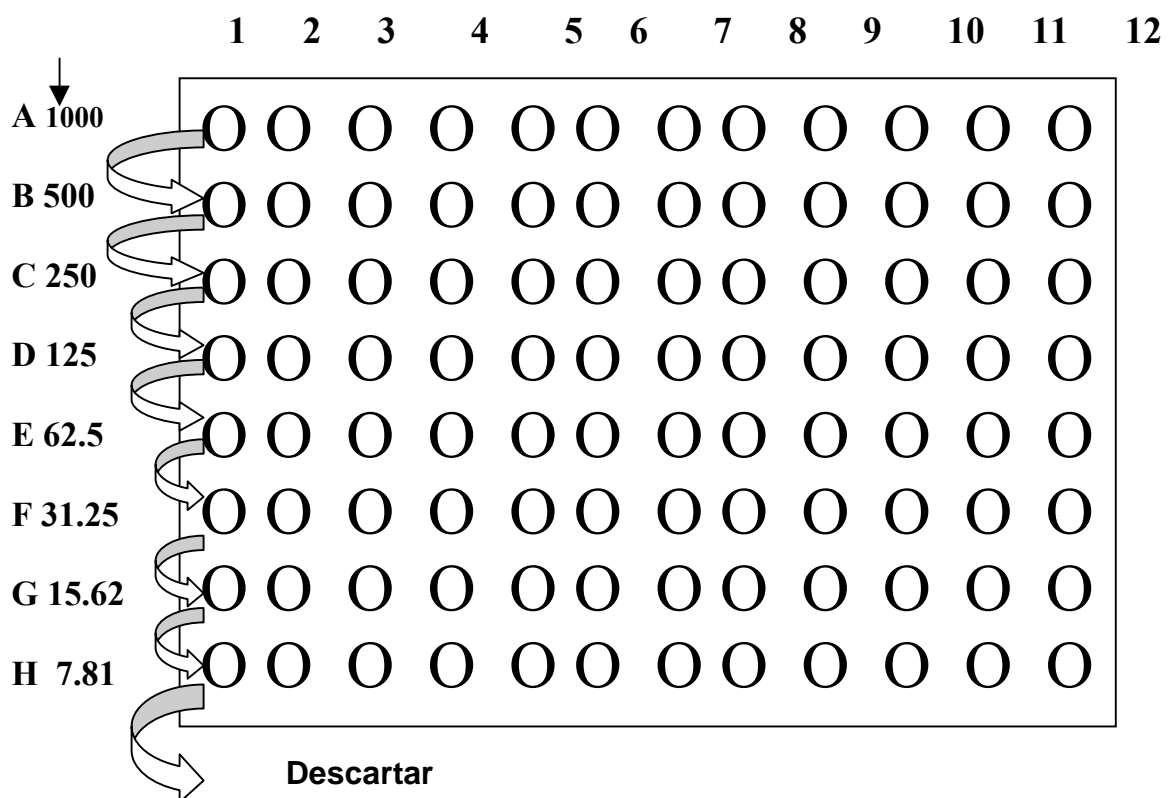 1 2 3 4 5 6 7 8 9 10 11 12
A 1000 O O O O O O O O O O O O
B 500 O O O O O O O O O O O O
C 250 O O O O O O O O O O O O
D 125 O O O O O O O O O O O O
E 62.5 O O O O O O O O O O O O
F 31.25 O O O O O O O O O O O O
G 15.62 O O O O O O O O O O O O
H 7.81 O O O O O O O O O O O O
Descartar